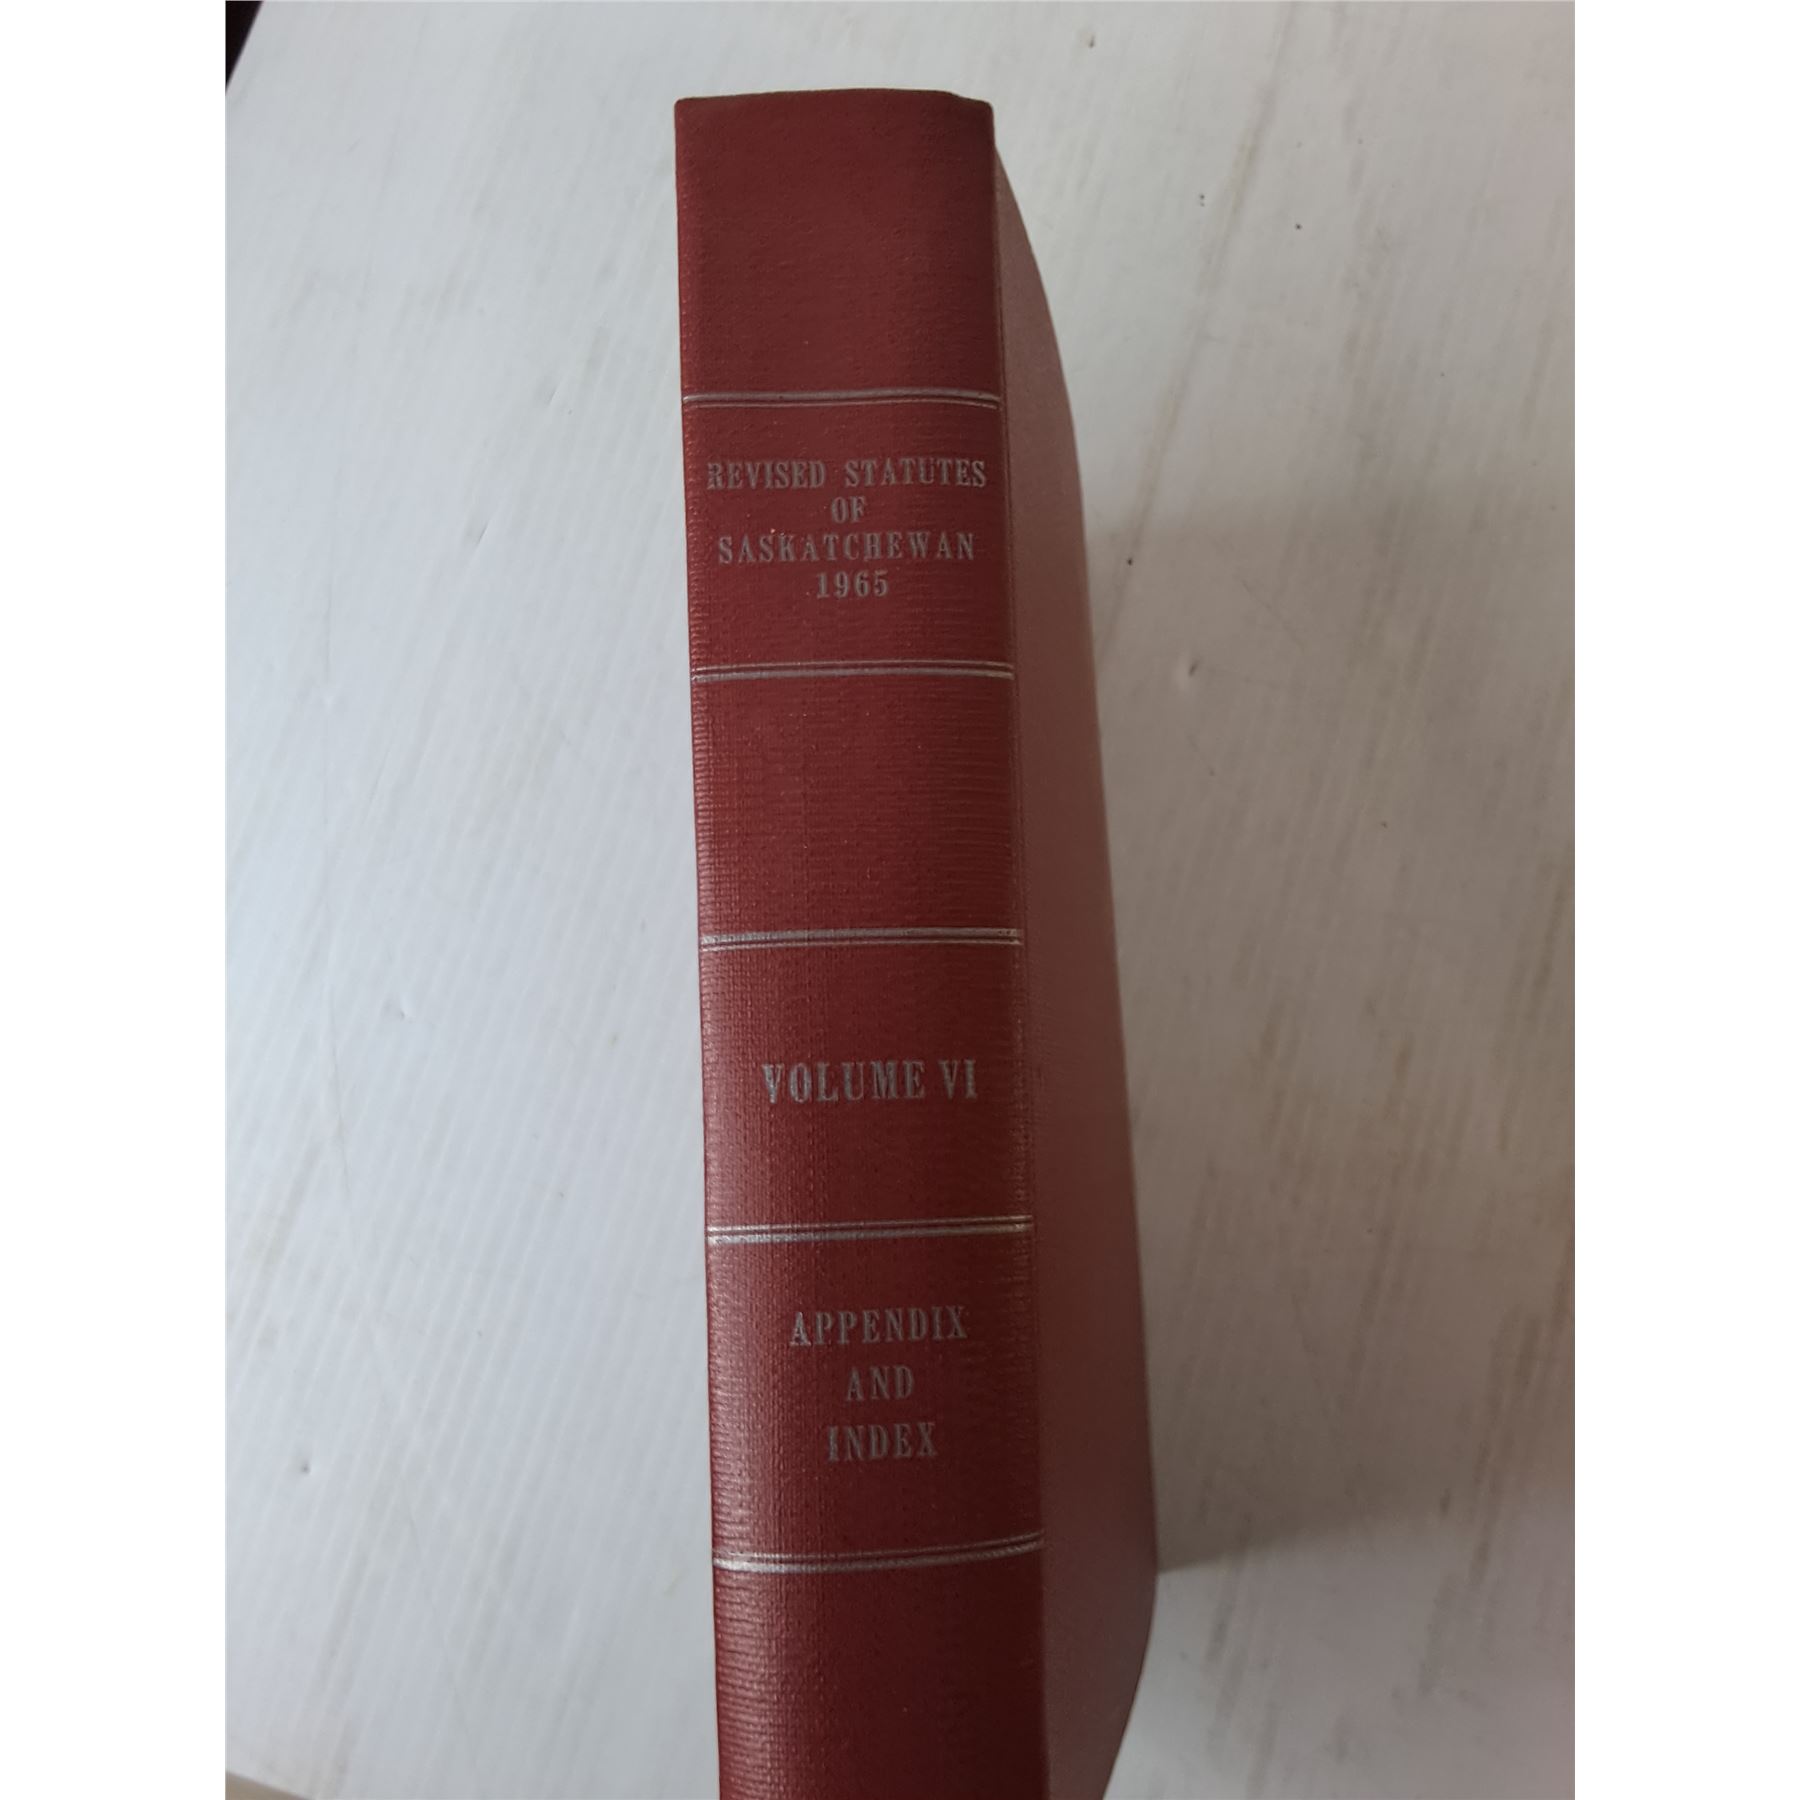 REVISED STATUTES
OF
SASKATCHEWAN
1965
VOLUME VI
APPENDIX
AND
INDEX